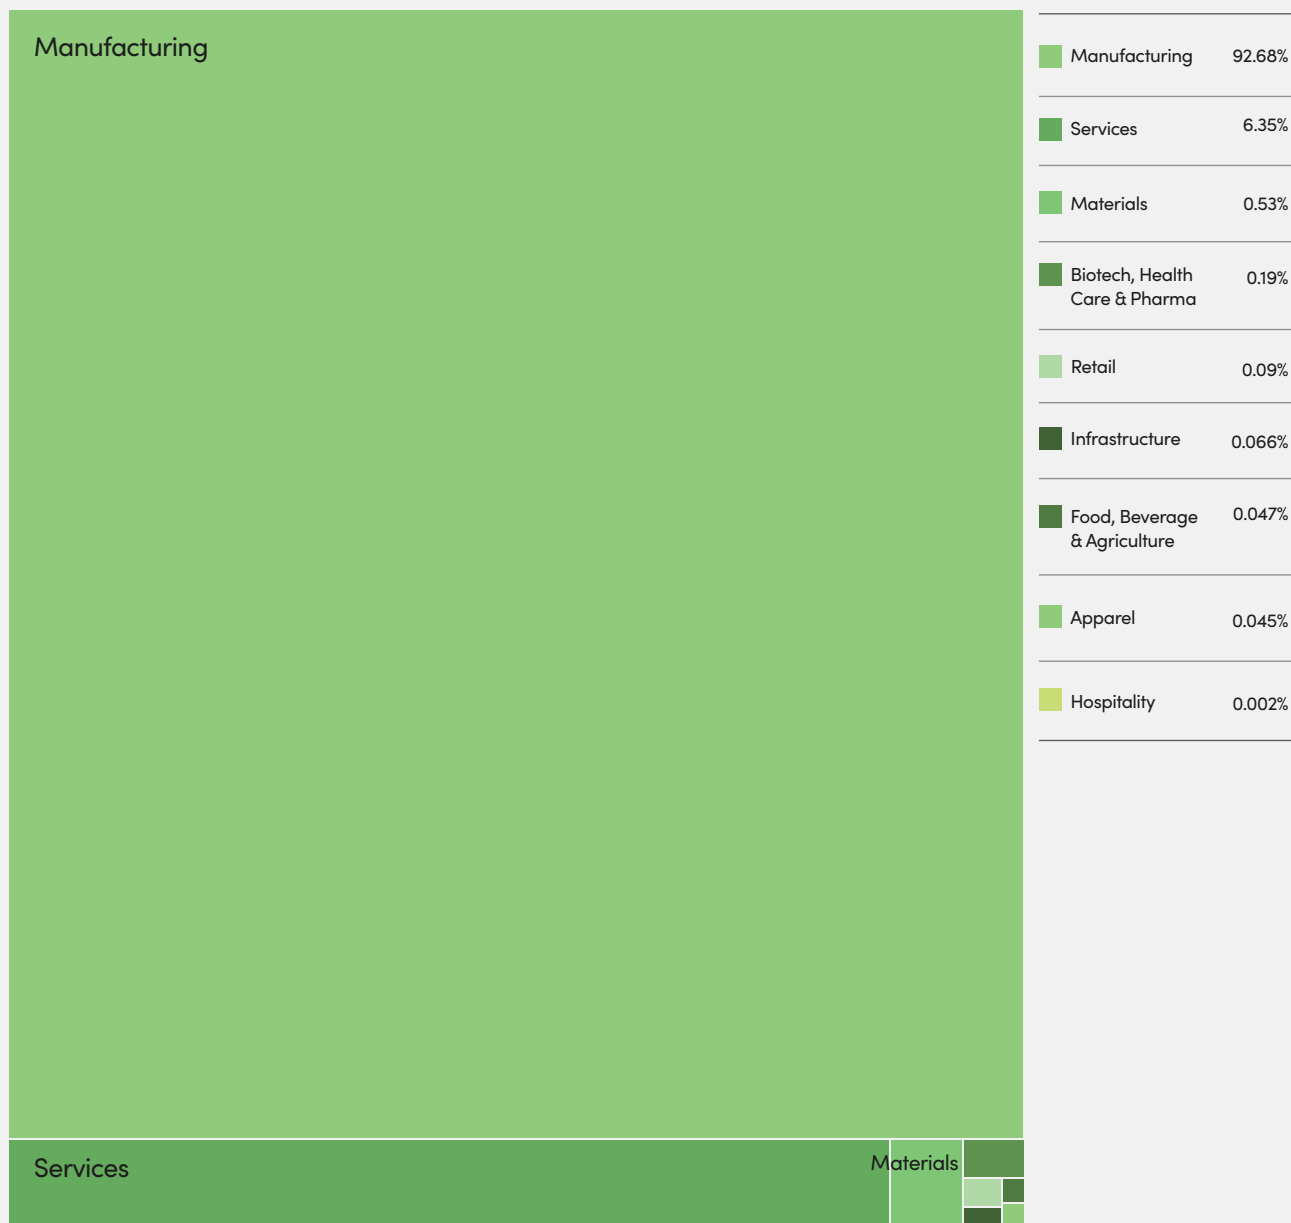 Manufacturing
Services
Materials
Manufacturing 92.68%
Services 6.35%
Materials 0.53%
Biotech, Health 0.19%
Care & Pharma
Retail 0.09%
Infrastructure 0.066%
Food, Beverage 0.047%
& Agriculture
Apparel 0.045%
Hospitality 0.002%